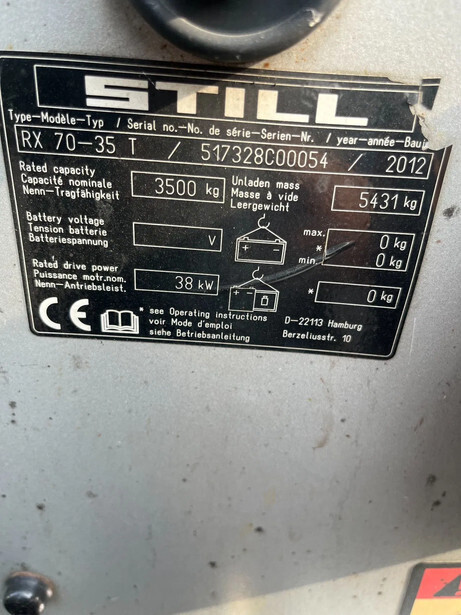 STILL
Type-Modèle-Typ / Serial no.-No. de série-Serien-Nr. / year-année-Bauj
RX 70-35 T / 517328C00054 / 2012
Rated capacity
Capacité nominale
Nenn-Tragfähigkeit
3500 kg
Unladen mass
Masse à vide
Leergewicht
5431 kg
Battery voltage
Tension batterie
Batteriespannung
V
max.
*
min.
0 kg
0 kg
Rated drive power
Puissance motr.nom.
Nenn-Antriebsleist.
38 kW
* 0 kg
CE
* see Operating instructions
voir Mode d'emploi
siehe Betriebsanleitung
D-22113 Hamburg
Berzeliusstr. 10